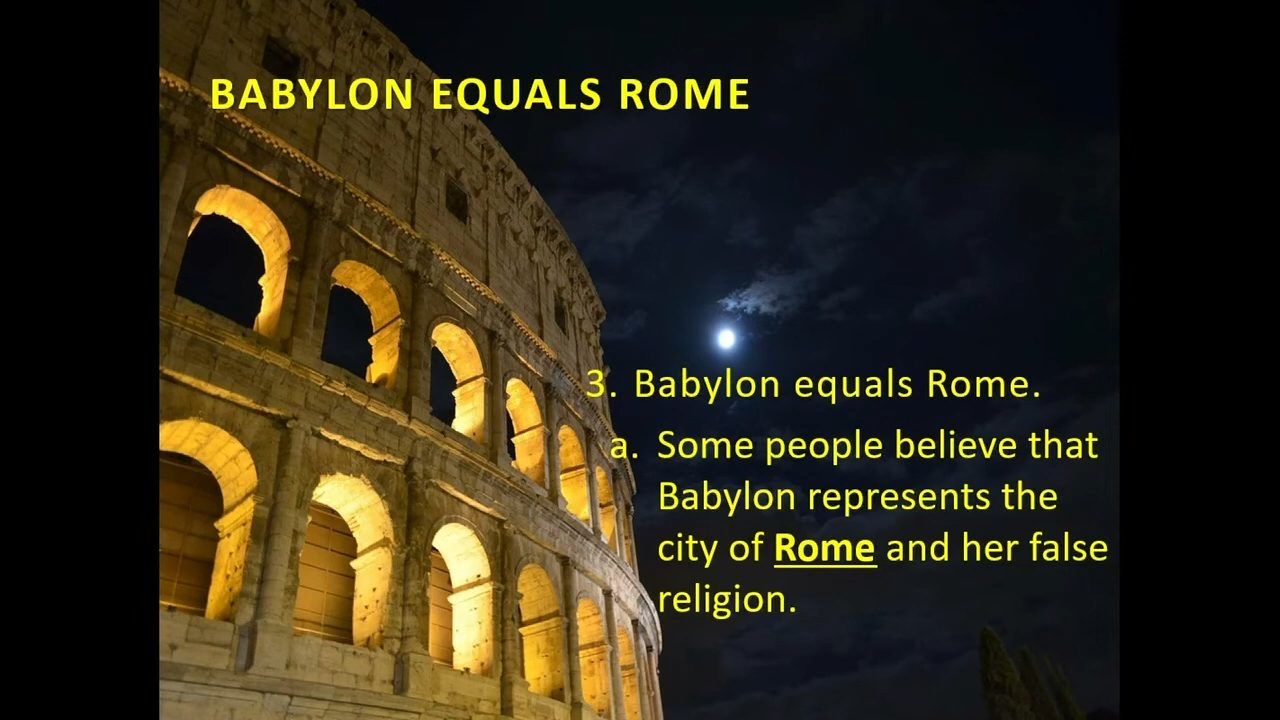 BABYLON EQUALS ROME
3. Babylon equals Rome.
a. Some people believe that
Babylon represents the
city of Rome and her false
religion.